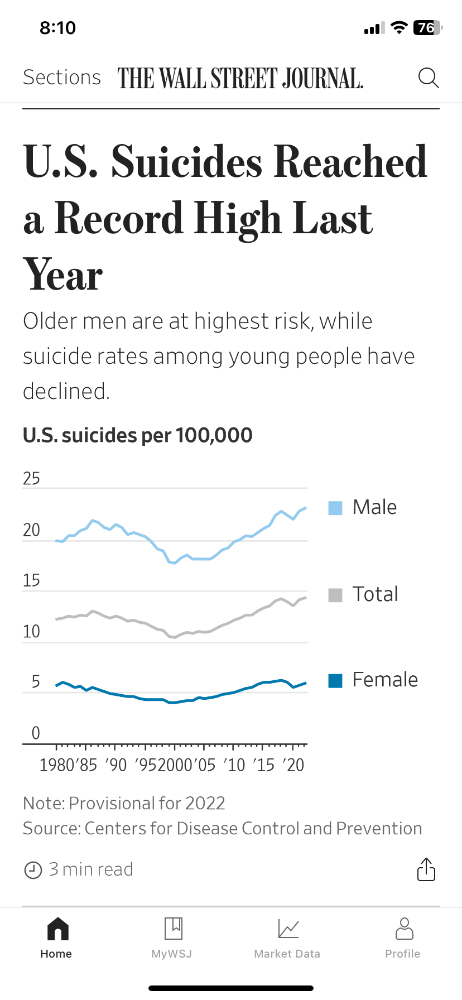 8:10
76
Sections THE WALL STREET JOURNAL.
U.S. Suicides Reached
a Record High Last
Year
Older men are at highest risk, while
suicide rates among young people have
declined.
U.S. suicides per 100,000
25
Male
20
15
Total
10
5
Female
0
1980 ’85 ’90 ’95 2000 ’05 ’10 ’15 ’20
Note: Provisional for 2022
Source: Centers for Disease Control and Prevention
3 min read
Home MyWSJ Market Data Profile